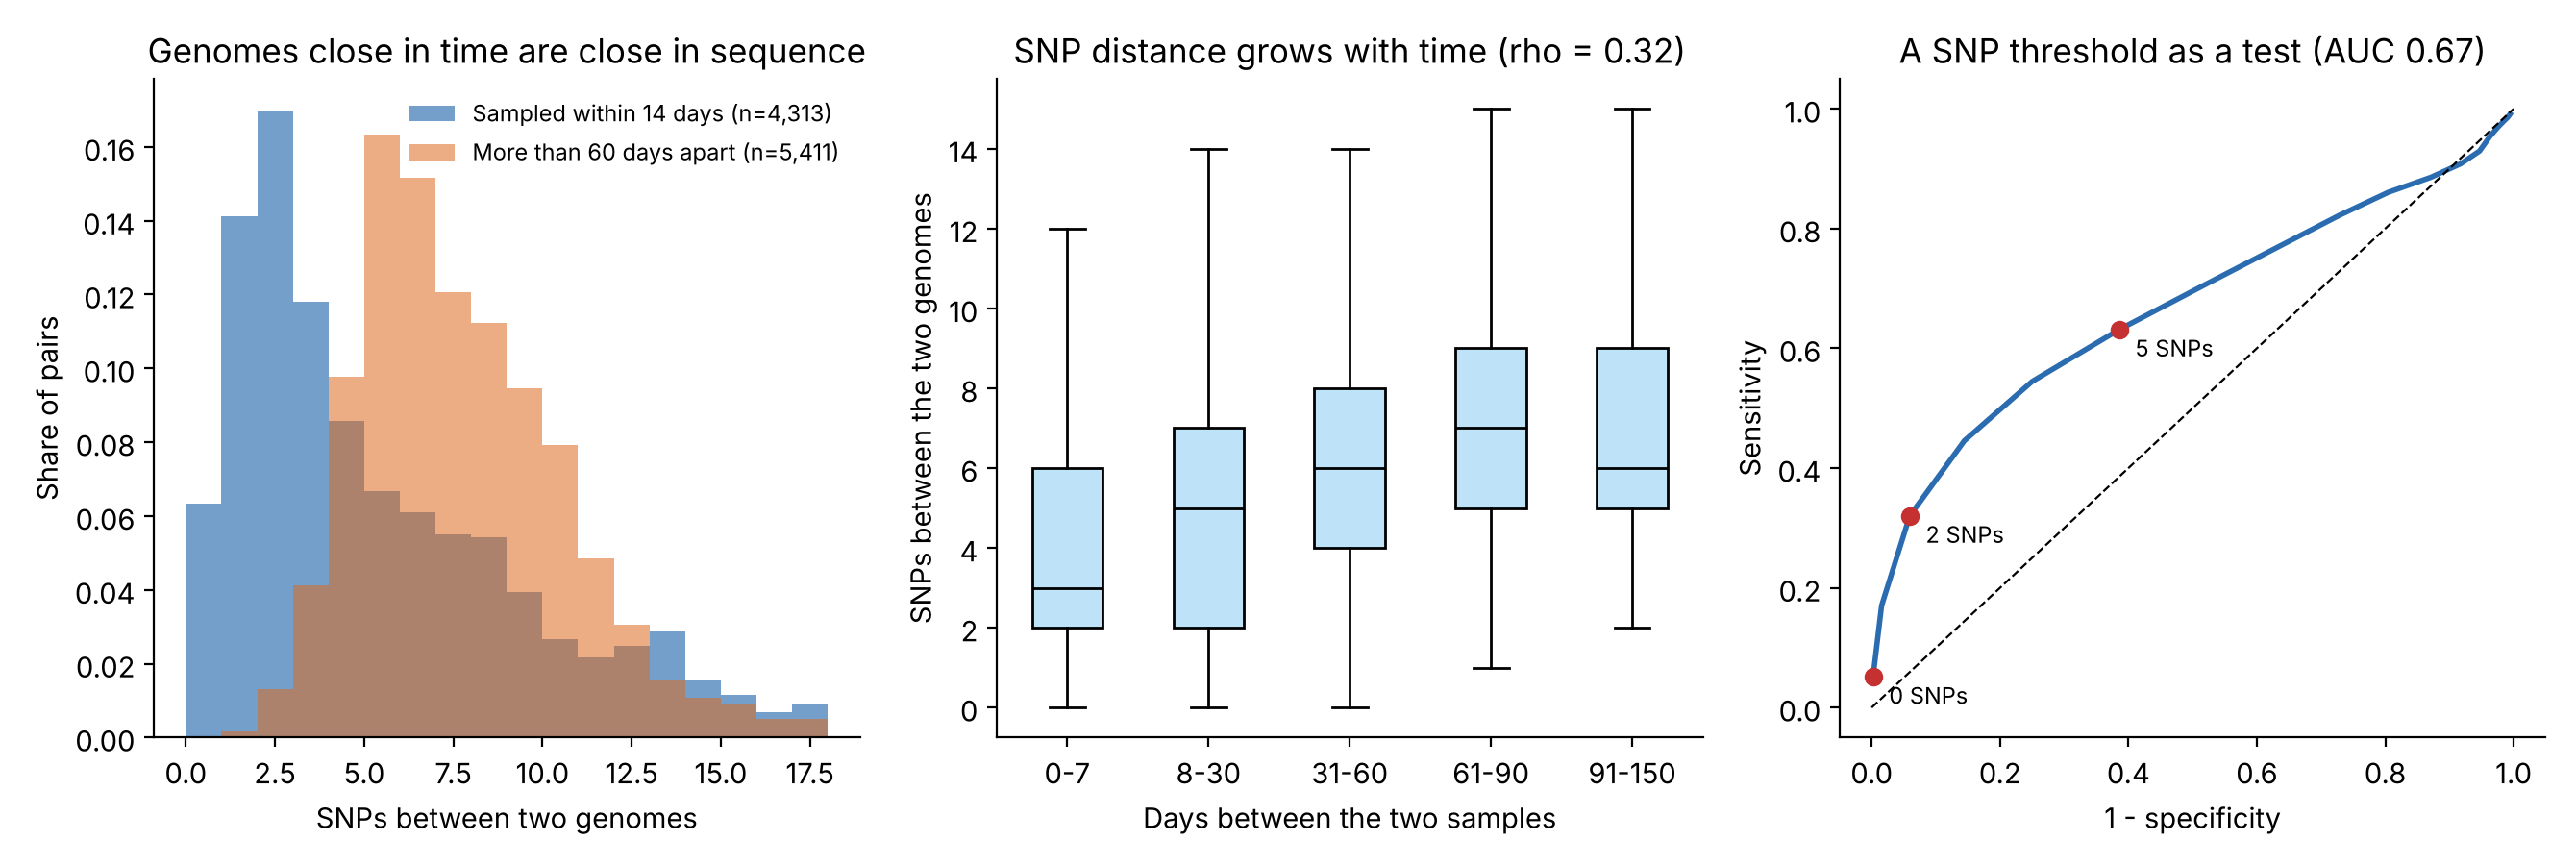 Genomes close in time are close in sequence
Sampled within 14 days (n=4,313)
More than 60 days apart (n=5,411)
Share of pairs
0.16
0.14
0.12
0.10
0.08
0.06
0.04
0.02
0.00
0.0 2.5 5.0 7.5 10.0 12.5 15.0 17.5
SNPs between two genomes
SNP distance grows with time (rho = 0.32)
SNPs between the two genomes
14
12
10
8
6
4
2
0
0-7 8-30 31-60 61-90 91-150
Days between the two samples
A SNP threshold as a test (AUC 0.67)
Sensitivity
1.0
0.8
0.6
0.4
0.2
0.0
5 SNPs
2 SNPs
0 SNPs
0.0 0.2 0.4 0.6 0.8 1.0
1 - specificity